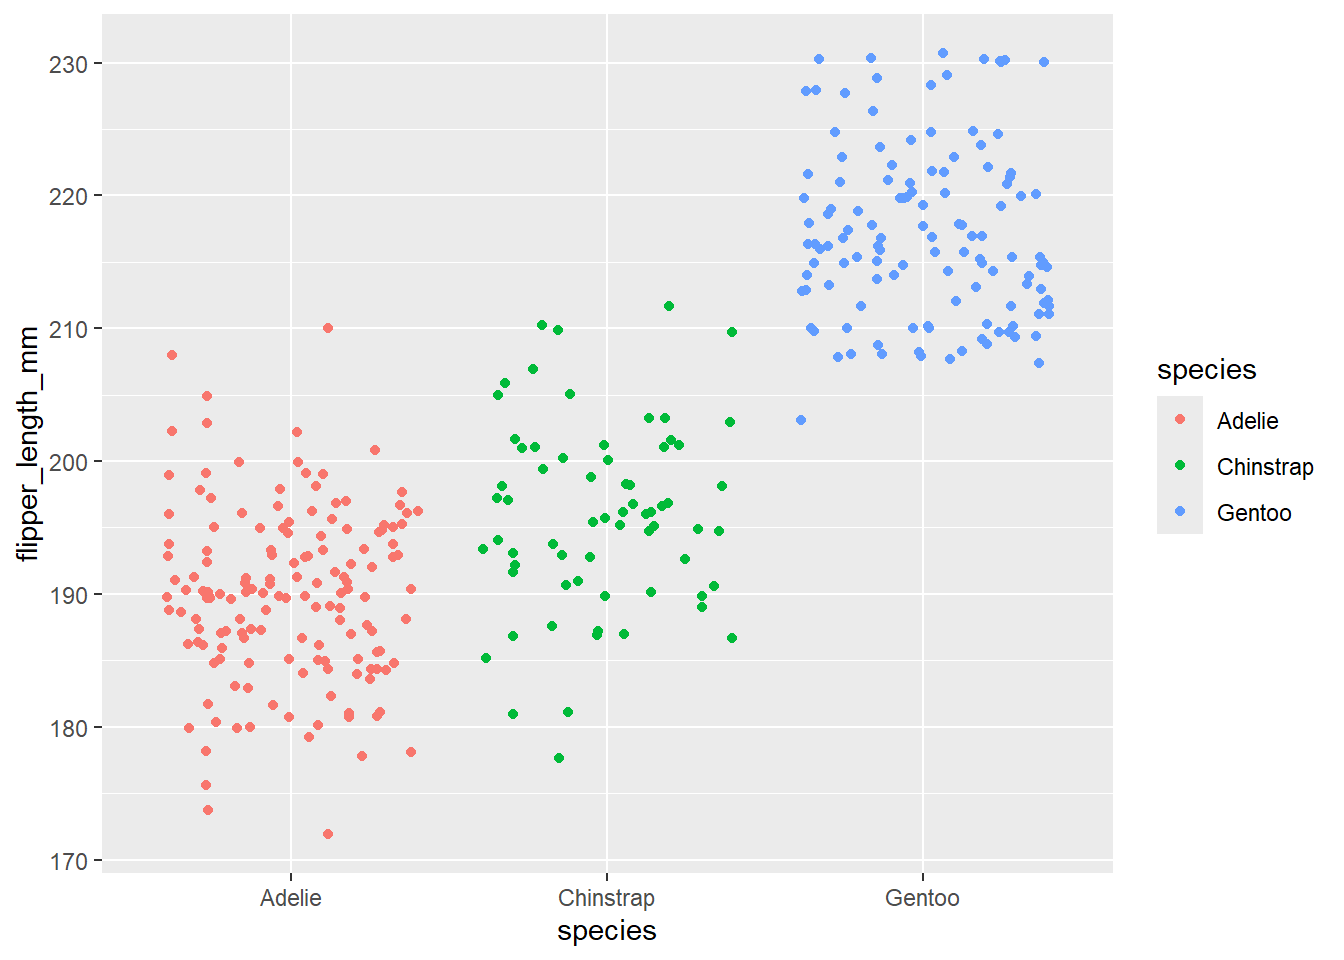 flipper_length_mm
230
220
210
200
190
180
170
Adelie Chinstrap Gentoo
species
species
Adelie
Chinstrap
Gentoo